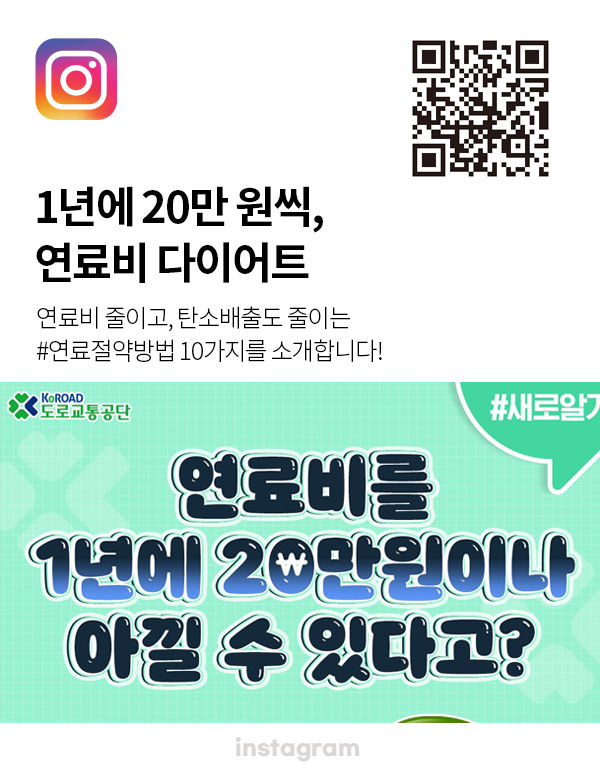 1년에 20만 원씩,
연료비 다이어트
연료비 줄이고, 탄소배출도 줄이는
#연료절약방법 10가지를 소개합니다!
KoROAD
도로교통공단
#새로알기
연료비를
1년에 20만원이나
아낄 수 있다고?
instagram